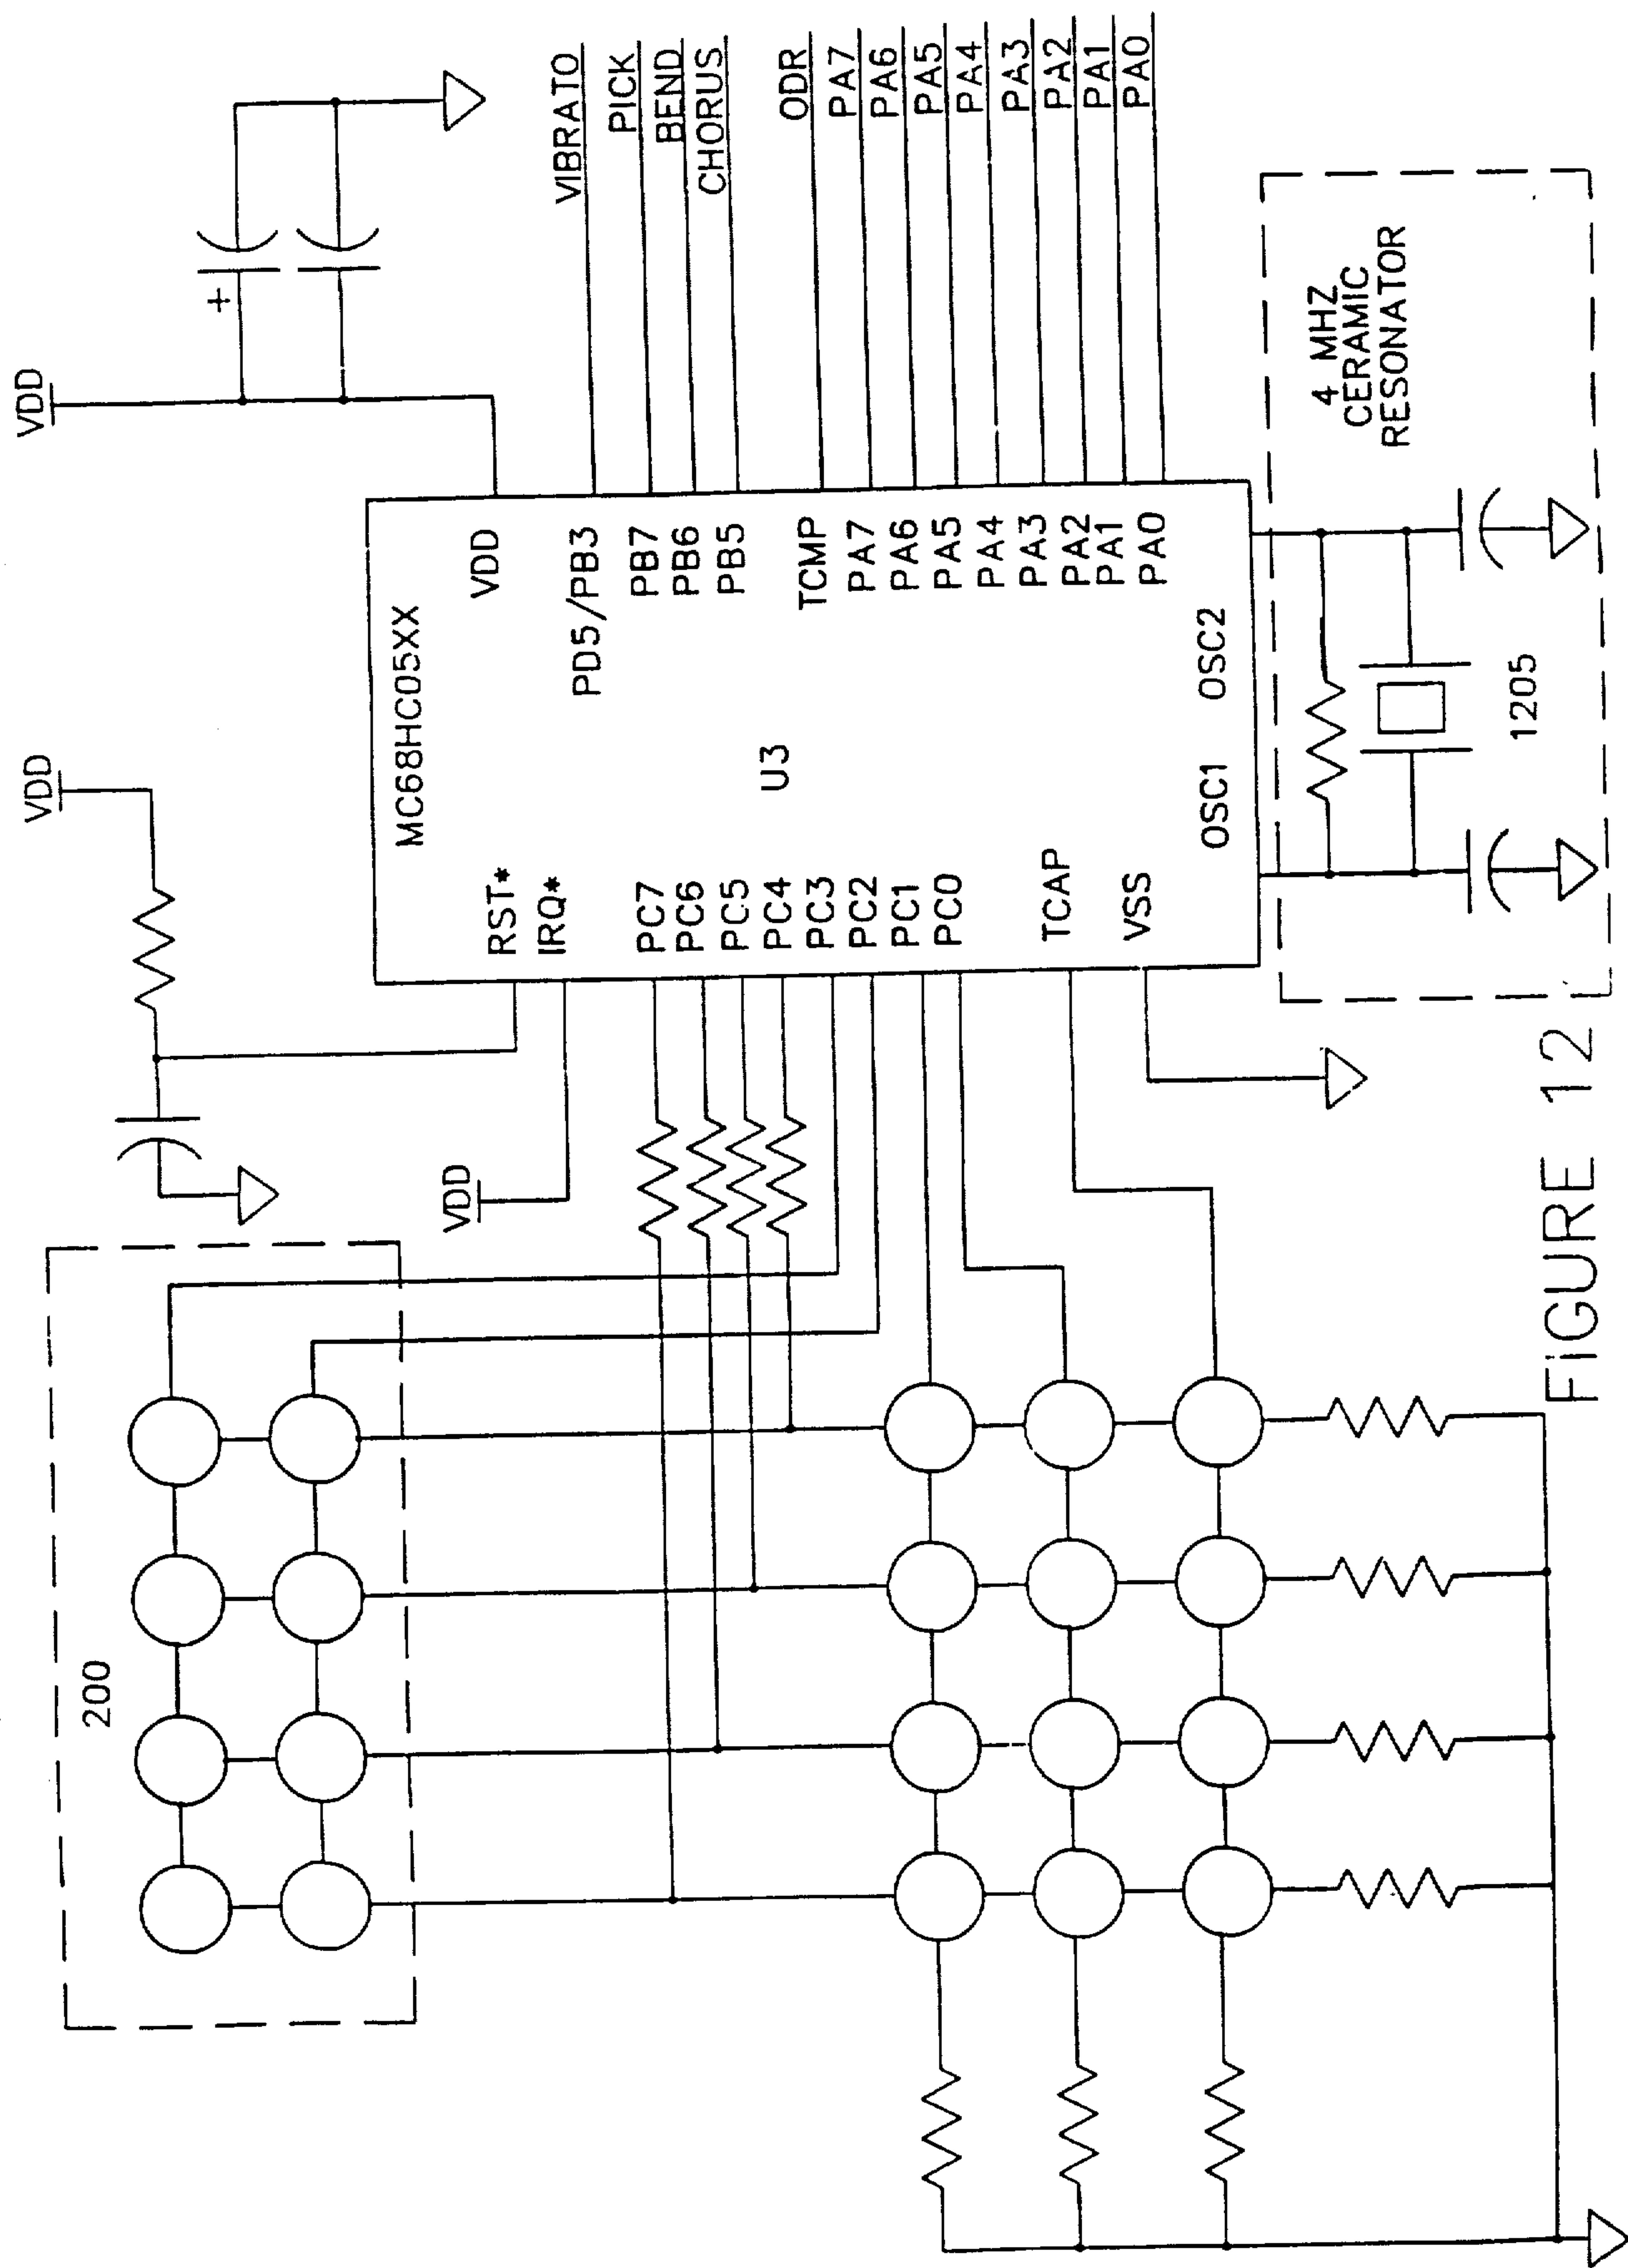 VDD
VDD
VDD
200
MC68HC05XX
U3
RST*
IRQ*
PC7
PC6
PC5
PC4
PC3
PC2
PC1
PC0
TCAP
VSS
VDD
PD5/PB3
PB7
PB6
PB5
TCMP
PA7
PA6
PA5
PA4
PA3
PA2
PA1
PA0
OSC1
OSC2
VIBRATO
PICK
BEND
CHORUS
ODR
PA7
PA6
PA5
PA4
PA3
PA2
PA1
PA0
4 MHZ
CERAMIC
RESONATOR
1205
FiGURE 12